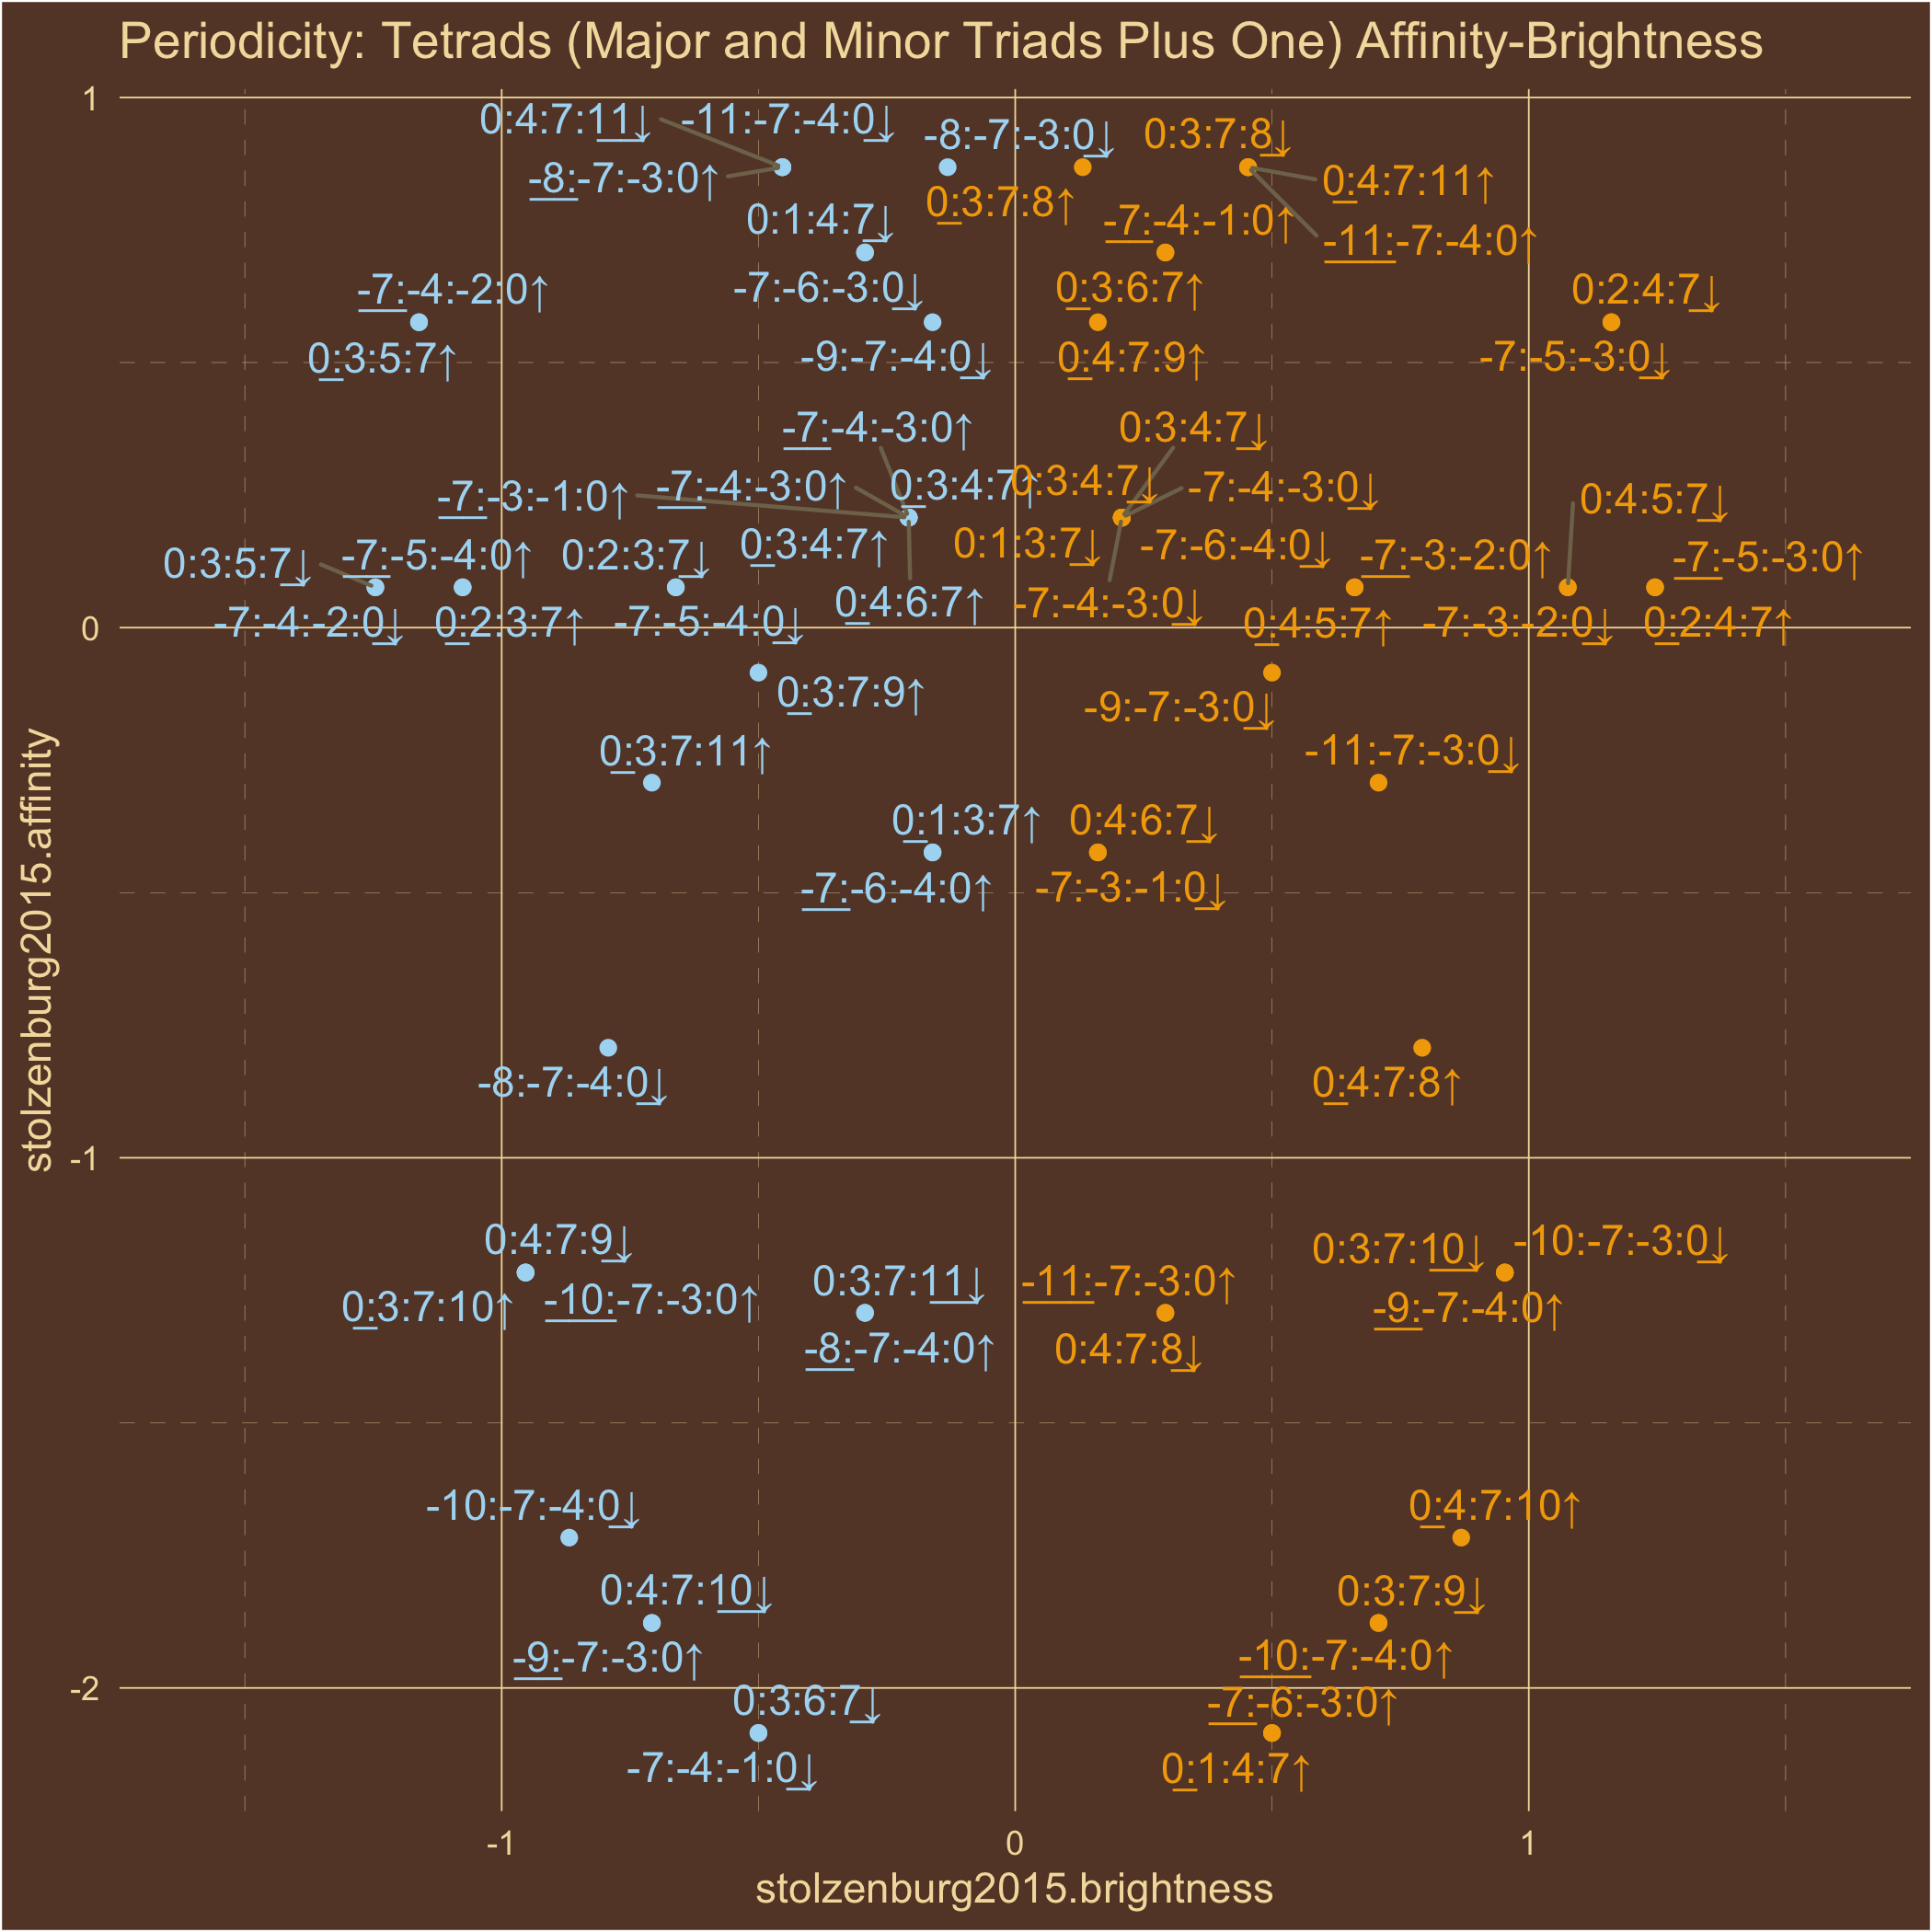 Periodicity: Tetrads (Major and Minor Triads Plus One) Affinity-Brightness
1
0:4:7:11↓ -11:-7:-4:0↓ -8:-7:-3:0↓ 0:3:7:8↓
-8:-7:-3:0↑ 0:3:7:8↑ 0:4:7:11↑
0:1:4:7↓ -7:-4:-1:0↑ -11:-7:-4:0↑
-7:-4:-2:0↑ -7:-6:-3:0↓ 0:3:6:7↑ 0:2:4:7↓
0:3:5:7↑ -9:-7:-4:0↓ 0:4:7:9↑ -7:-5:-3:0↓
-7:-4:-3:0↑ 0:3:4:7↓
-7:-3:-1:0↑ -7:-4:-3:0↑ 0:3:4:7↑ 0:3:4:7↓ -7:-4:-3:0↓ 0:4:5:7↓
0:3:5:7↓ -7:-5:-4:0↑ 0:2:3:7↓ 0:3:4:7↑ 0:1:3:7↓ -7:-6:-4:0↓ -7:-3:-2:0↑ -7:-5:-3:0↑
0:4:6:7↑ -7:-4:-3:0↓
0 -7:-4:-2:0↓ 0:2:3:7↑ -7:-5:-4:0↓ 0:4:5:7↑ -7:-3:-2:0↓ 0:2:4:7↑
0:3:7:9↑ -9:-7:-3:0↓
0:3:7:11↑ -11:-7:-3:0↓
0:1:3:7↑ 0:4:6:7↓
-7:-6:-4:0↑ -7:-3:-1:0↓
stolzenburg2015.affinity
-8:-7:-4:0↓ 0:4:7:8↑
-1
0:4:7:9↓ 0:3:7:10↓ -10:-7:-3:0↓
0:3:7:10↑ -10:-7:-3:0↑ 0:3:7:11↓ -11:-7:-3:0↑ -9:-7:-4:0↑
-8:-7:-4:0↑ 0:4:7:8↓
-10:-7:-4:0↓ 0:4:7:10↑
0:4:7:10↓ 0:3:7:9↓
-9:-7:-3:0↑ -10:-7:-4:0↑
-2
0:3:6:7↓ -7:-6:-3:0↑
-7:-4:-1:0↓ 0:1:4:7↑
-1 0 1
stolzenburg2015.brightness